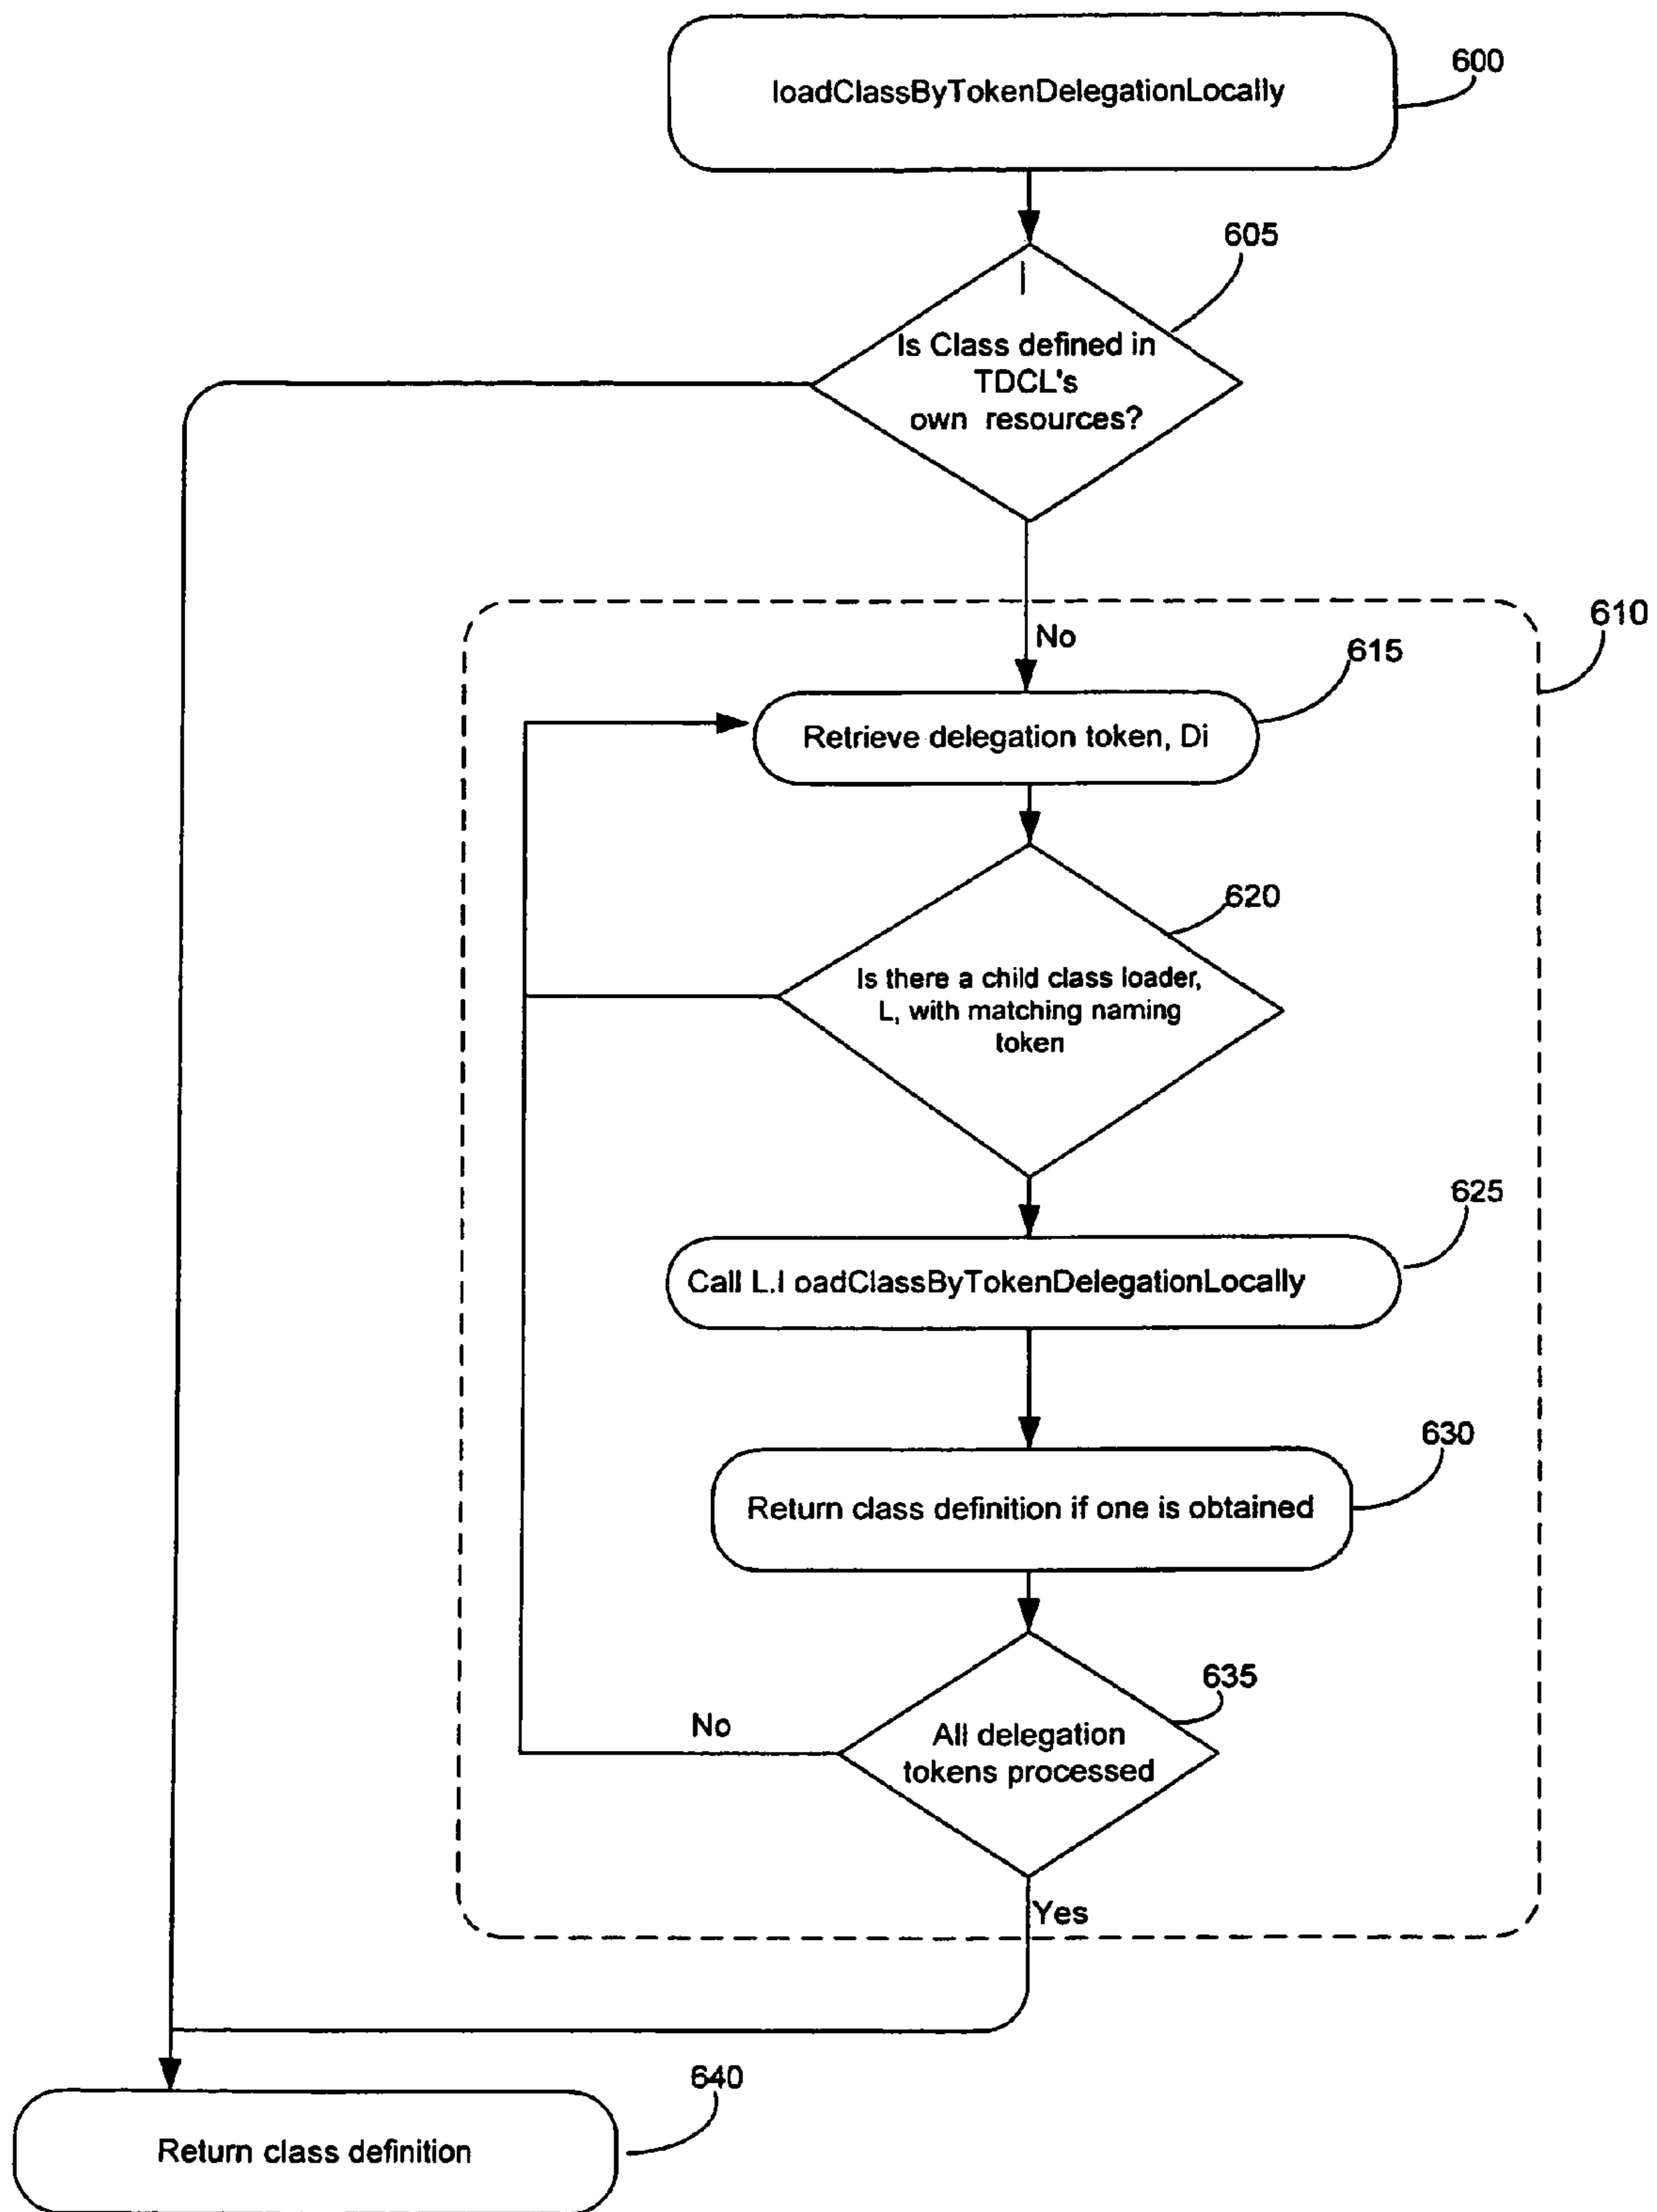 loadClassByTokenDelegationLocally
600
605
Is Class defined in
TDCL's
own resources?
610
No
615
Retrieve delegation token, Di
620
Is there a child class loader,
L, with matching naming
token
625
Call L.l oadClassByTokenDelegationLocally
630
Return class definition if one is obtained
635
No
All delegation
tokens processed
Yes
640
Return class definition